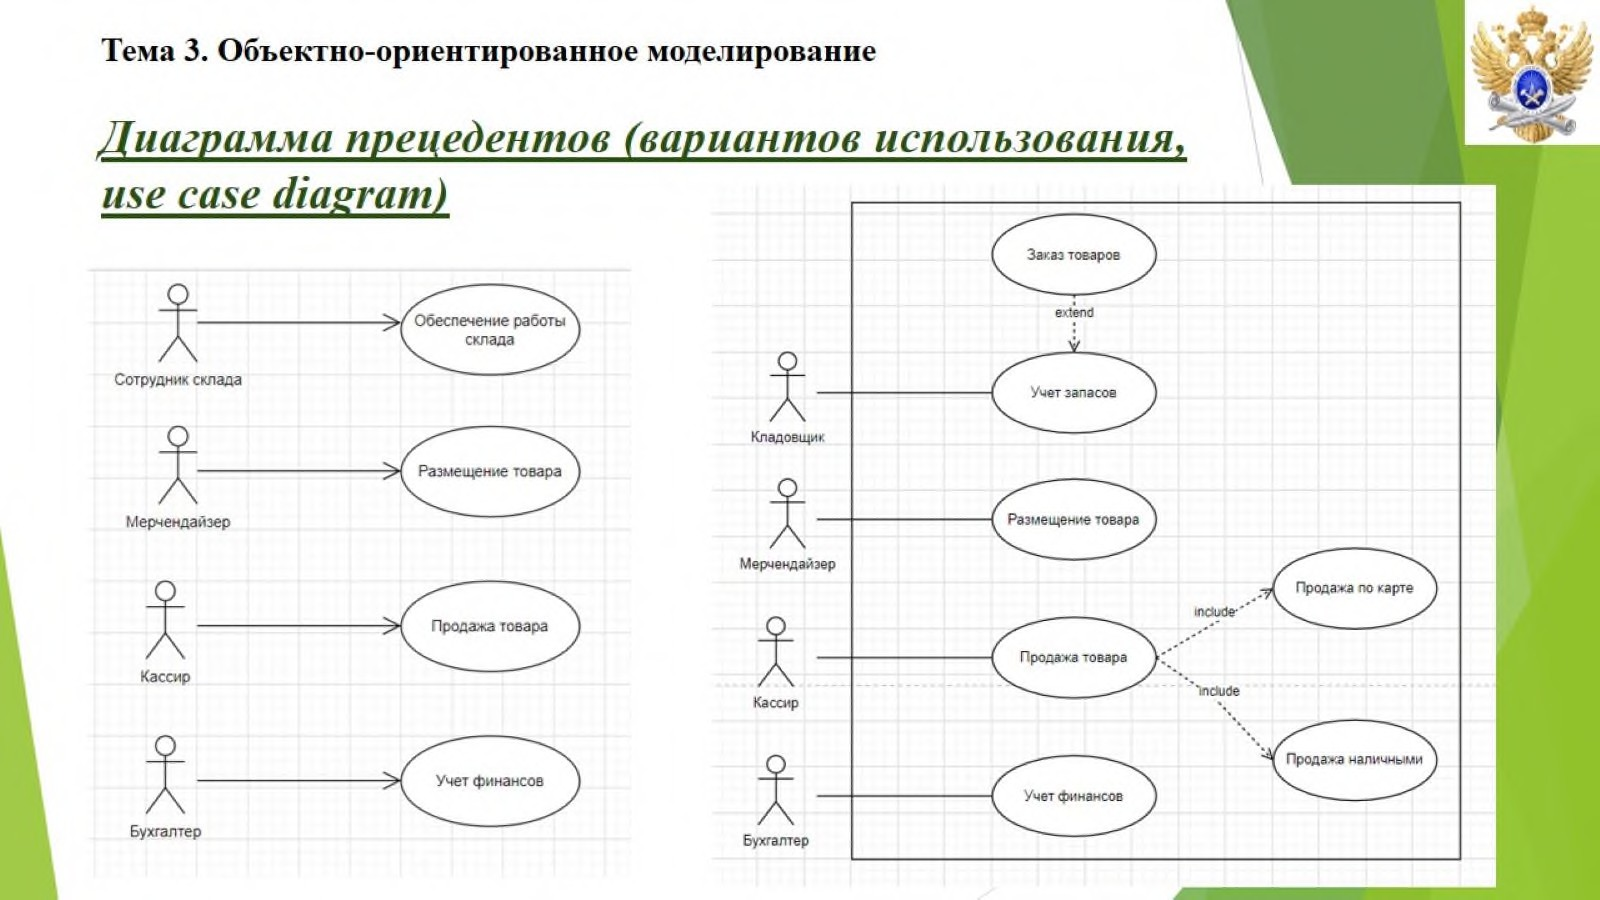 Тема 3. Объектно-ориентированное моделирование
Диаграмма прецедентов (вариантов использования,
use case diagram)
Обеспечение работы
склада
Сотрудник склада
Размещение товара
Мерчендайзер
Продажа товара
Кассир
Учет финансов
Бухгалтер
Заказ товаров
extend
Учет запасов
Кладовщик
Размещение товара
Мерчендайзер
Продажа по карте
include
Продажа товара
include
Кассир
Продажа наличными
Учет финансов
Бухгалтер